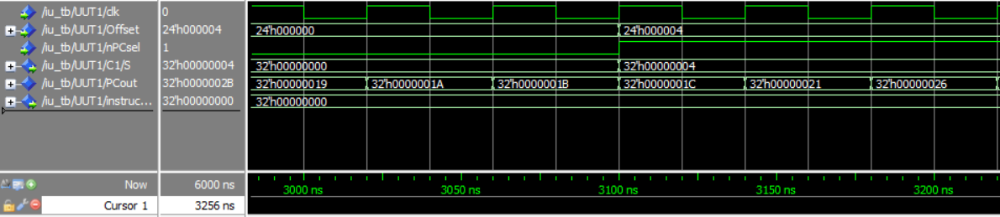 /iu_tb/UUT1/clk 0
/iu_tb/UUT1/Offset 24'h000004 24'h000000 24'h000004
/iu_tb/UUT1/nPCsel 1
/iu_tb/UUT1/C1/S 32'h00000004 32'h00000000 32'h00000004
/iu_tb/UUT1/PCout 32'h0000002B 32'h00000019 32'h0000001A 32'h0000001B 32'h0000001C 32'h00000021 32'h00000026
/iu_tb/UUT1/instruc... 32'h00000000 32'h00000000
Now 6000 ns 3000 ns 3050 ns 3100 ns 3150 ns 3200 ns
Cursor 1 3256 ns